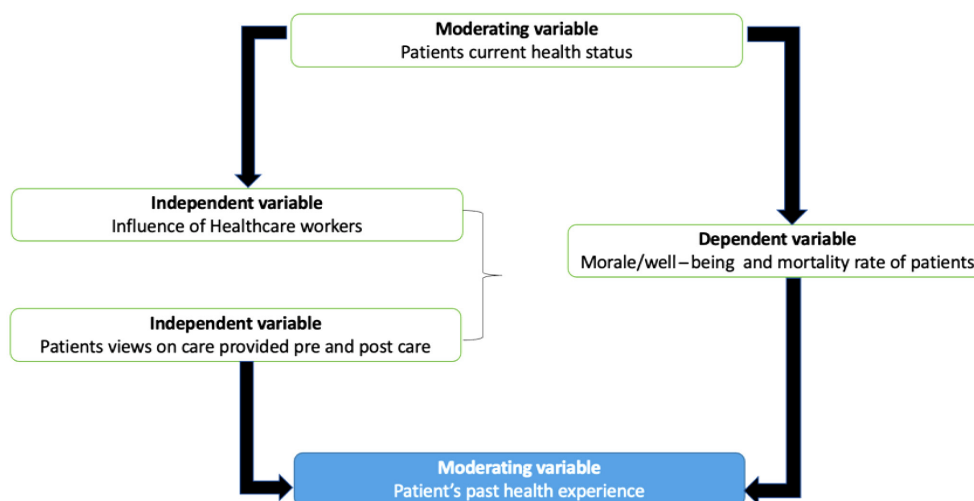 Moderating variable
Patients current health status
Independent variable
Influence of Healthcare workers
Dependent variable
Morale/well–being and mortality rate of patients
Independent variable
Patients views on care provided pre and post care
Moderating variable
Patient's past health experience